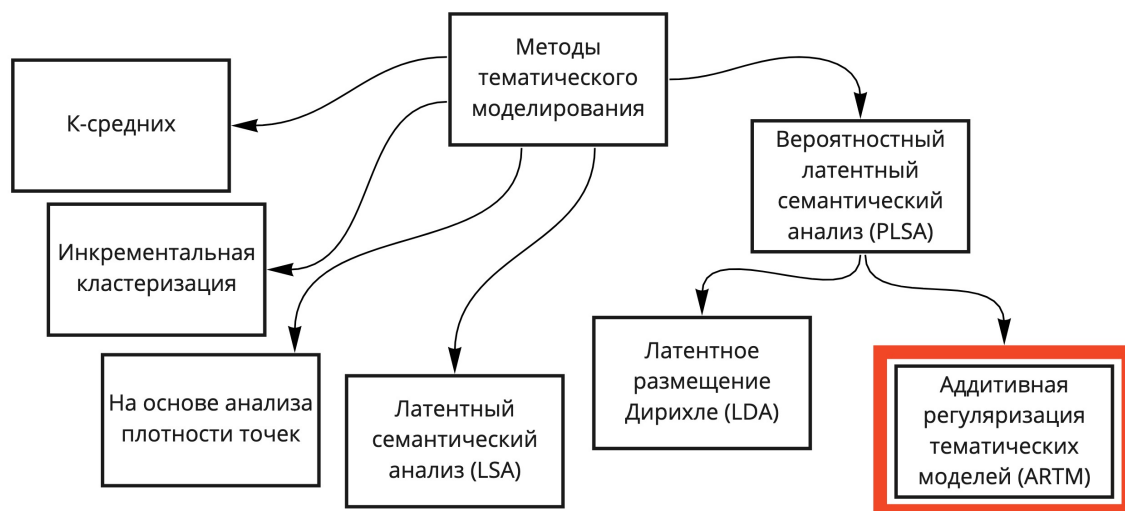 Методы
тематического
моделирования
К-средних
Вероятностный
латентный
семантический
анализ (PLSA)
Инкрементальная
кластеризация
На основе анализа
плотности точек
Латентный
семантический
анализ (LSA)
Латентное
размещение
Дирихле (LDA)
Аддитивная
регуляризация
тематических
моделей (ARTM)